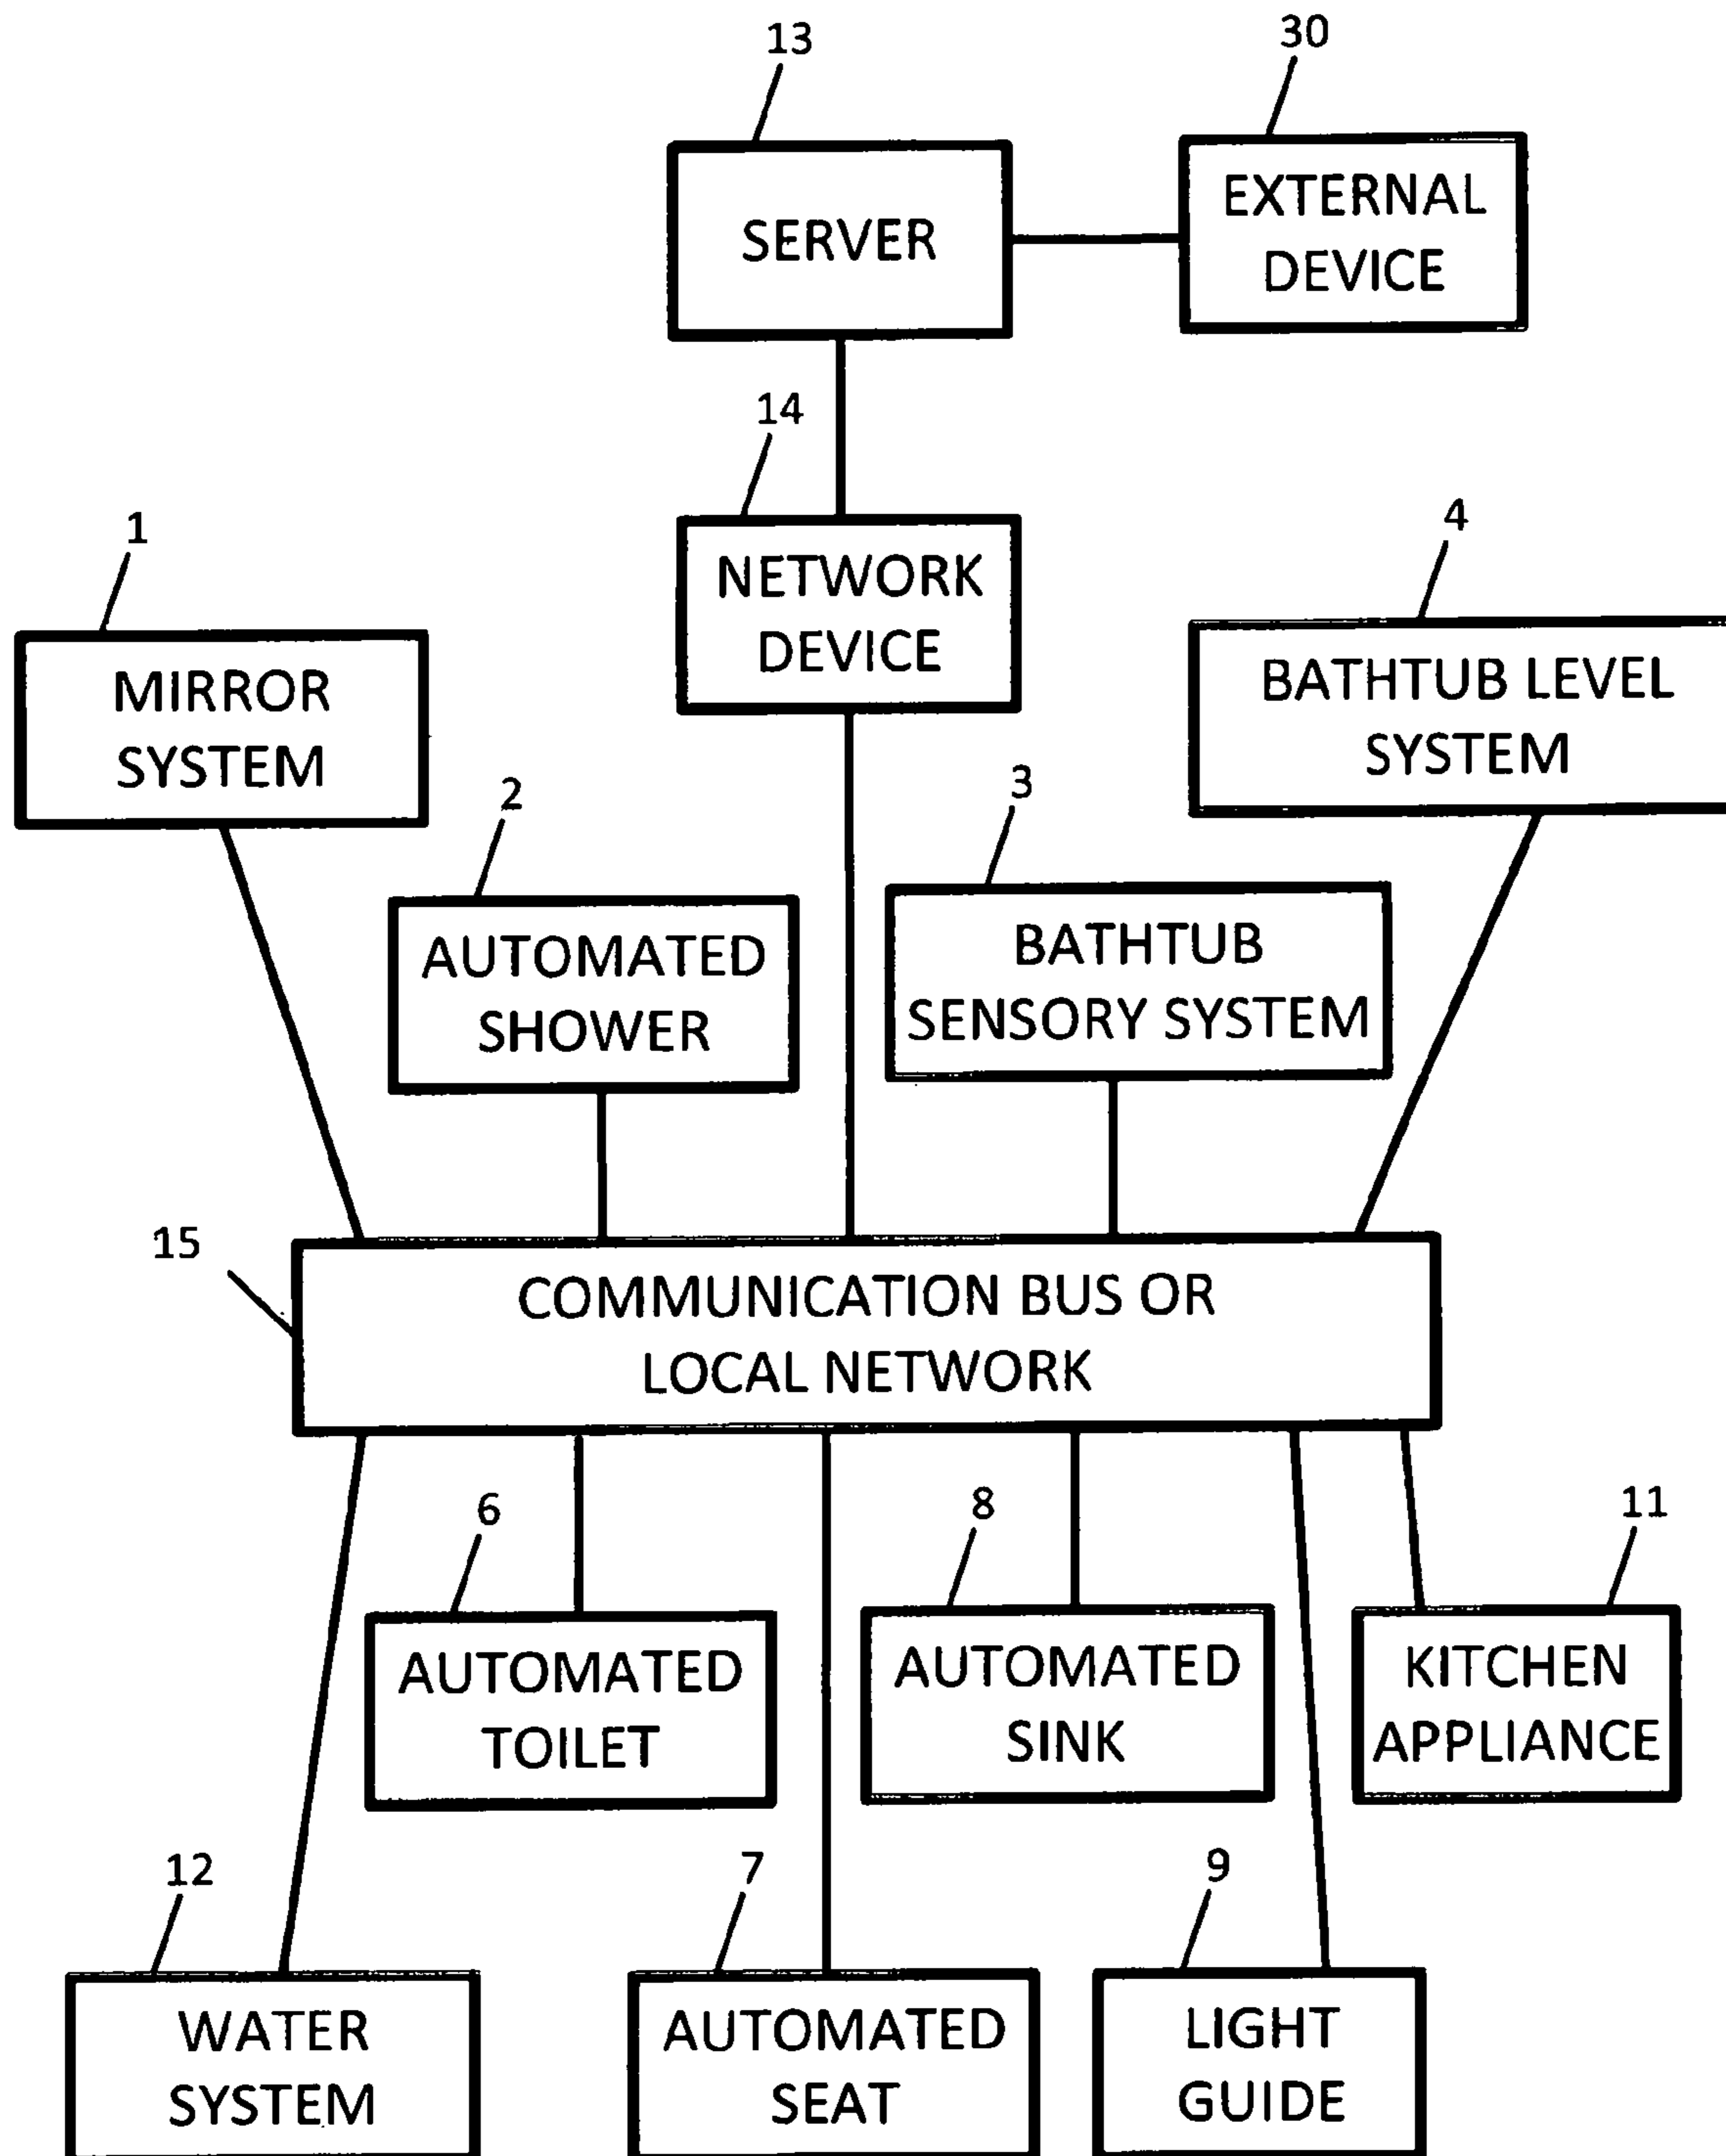 13
30
SERVER
EXTERNAL
DEVICE
14
NETWORK
DEVICE
1
MIRROR
SYSTEM
4
BATHTUB LEVEL
SYSTEM
2
AUTOMATED
SHOWER
3
BATHTUB
SENSORY SYSTEM
15
COMMUNICATION BUS OR
LOCAL NETWORK
6
AUTOMATED
TOILET
8
AUTOMATED
SINK
11
KITCHEN
APPLIANCE
12
WATER
SYSTEM
7
AUTOMATED
SEAT
9
LIGHT
GUIDE